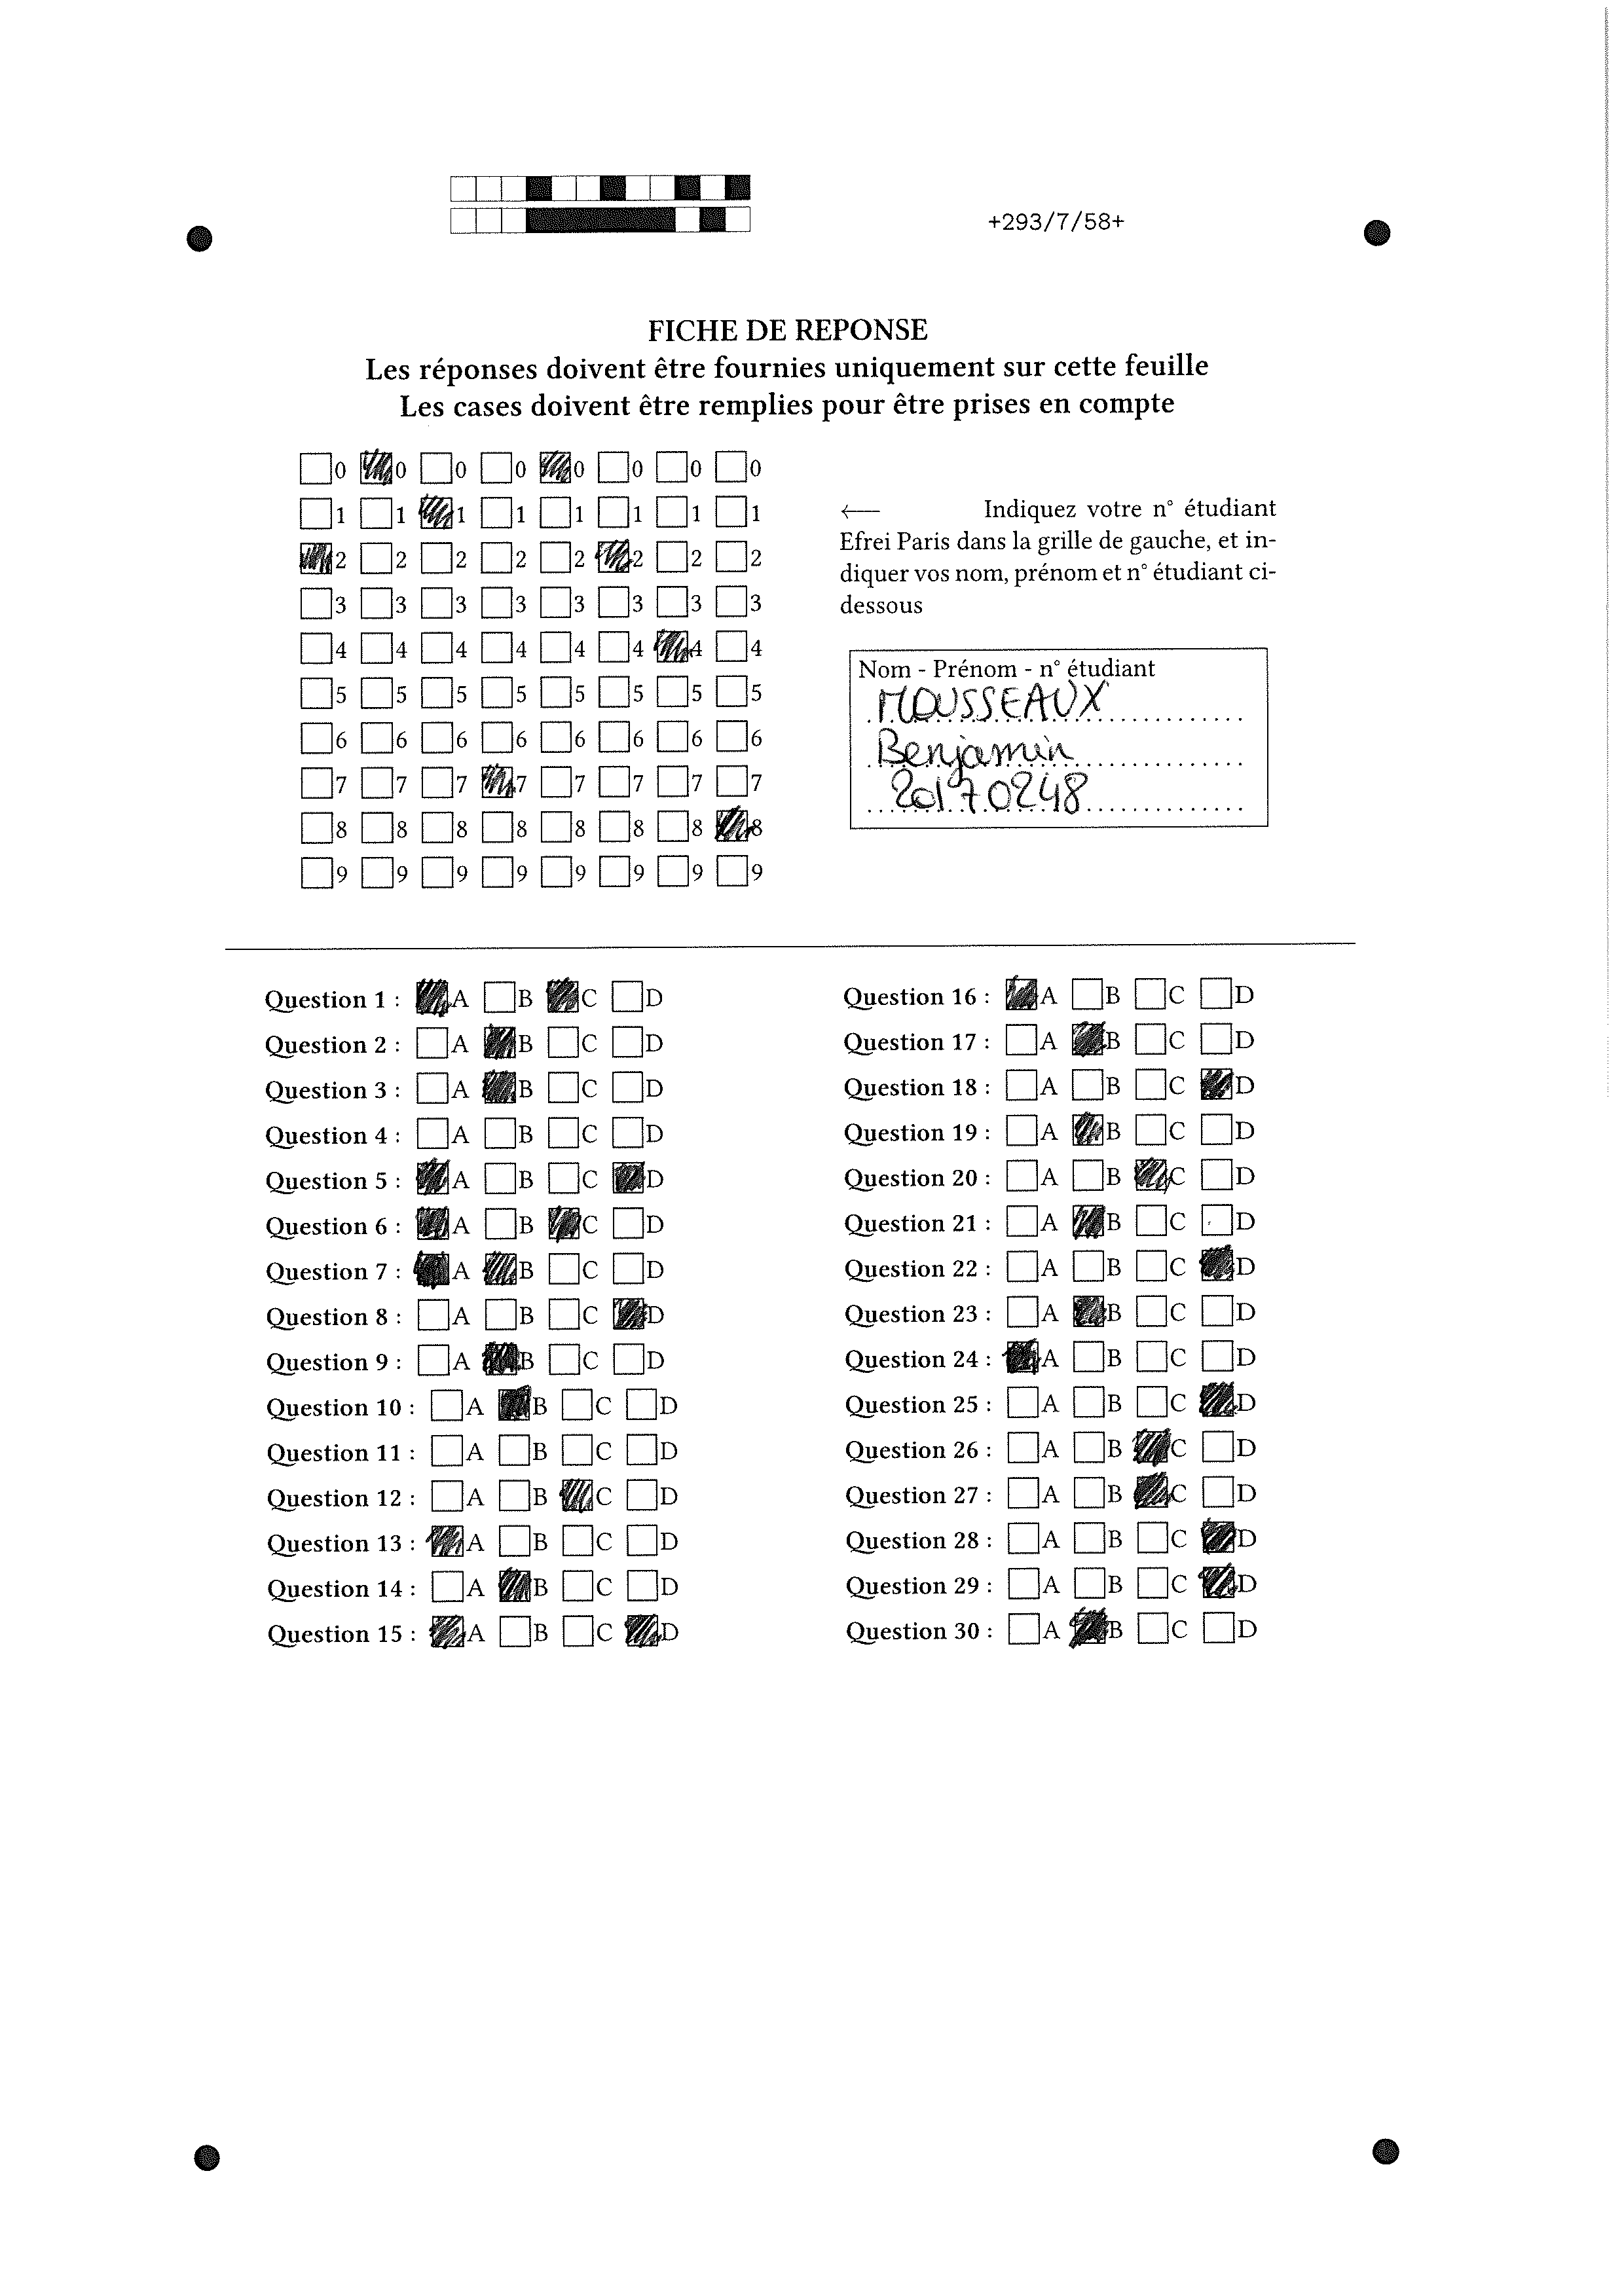 +293/7/58+
FICHE DE REPONSE
Les réponses doivent être fournies uniquement sur cette feuille
Les cases doivent être remplies pour être prises en compte
0 0 0 0 0 0 0 0
1 1 1 1 1 1 1 1
2 2 2 2 2 2 2 2
3 3 3 3 3 3 3 3
4 4 4 4 4 4 4 4
5 5 5 5 5 5 5 5
6 6 6 6 6 6 6 6
7 7 7 7 7 7 7 7
8 8 8 8 8 8 8 8
9 9 9 9 9 9 9 9
← Indiquez votre n° étudiant
Efrei Paris dans la grille de gauche, et in-
diquer vos nom, prénom et n° étudiant ci-
dessous
Nom - Prénom - n° étudiant
MOUSSEAUX
Benjamin
20170248
Question 1 : A B C D
Question 2 : A B C D
Question 3 : A B C D
Question 4 : A B C D
Question 5 : A B C D
Question 6 : A B C D
Question 7 : A B C D
Question 8 : A B C D
Question 9 : A B C D
Question 10 : A B C D
Question 11 : A B C D
Question 12 : A B C D
Question 13 : A B C D
Question 14 : A B C D
Question 15 : A B C D
Question 16 : A B C D
Question 17 : A B C D
Question 18 : A B C D
Question 19 : A B C D
Question 20 : A B C D
Question 21 : A B C D
Question 22 : A B C D
Question 23 : A B C D
Question 24 : A B C D
Question 25 : A B C D
Question 26 : A B C D
Question 27 : A B C D
Question 28 : A B C D
Question 29 : A B C D
Question 30 : A B C D